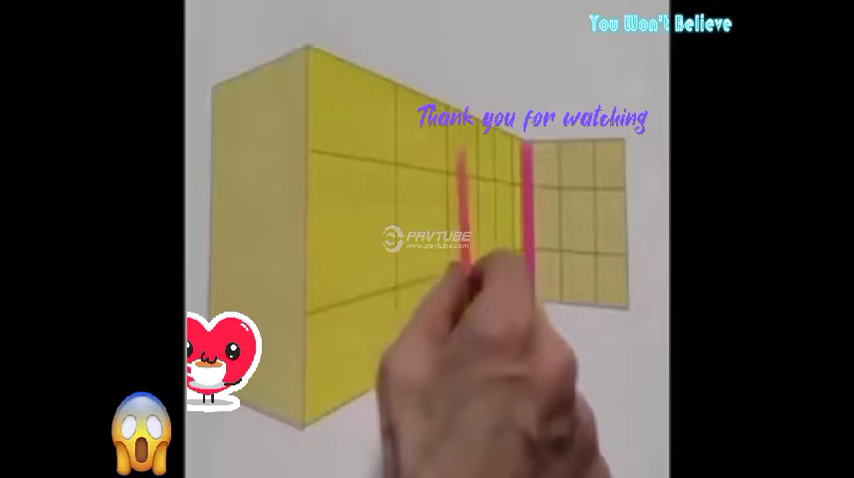 You Won't Believe
Thank you for watching
PAVTUBE
www.pavtube.com